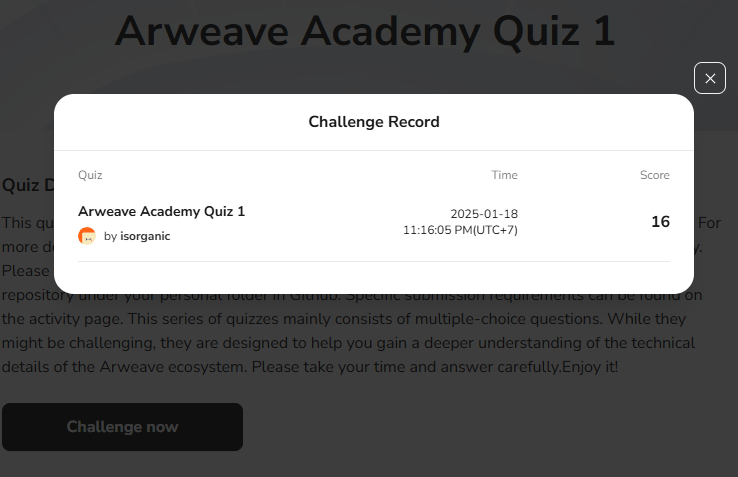 Arweave Academy Quiz 1
Challenge Record
Quiz Time Score
Arweave Academy Quiz 1
2025-01-18
11:16:05 PM(UTC+7)
16
by isorganic
Quiz D
This qu For
more de y.
Please
repository under your personal folder in Github. Specific submission requirements can be found on
the activity page. This series of quizzes mainly consists of multiple-choice questions. While they
might be challenging, they are designed to help you gain a deeper understanding of the technical
details of the Arweave ecosystem. Please take your time and answer carefully.Enjoy it!
Challenge now